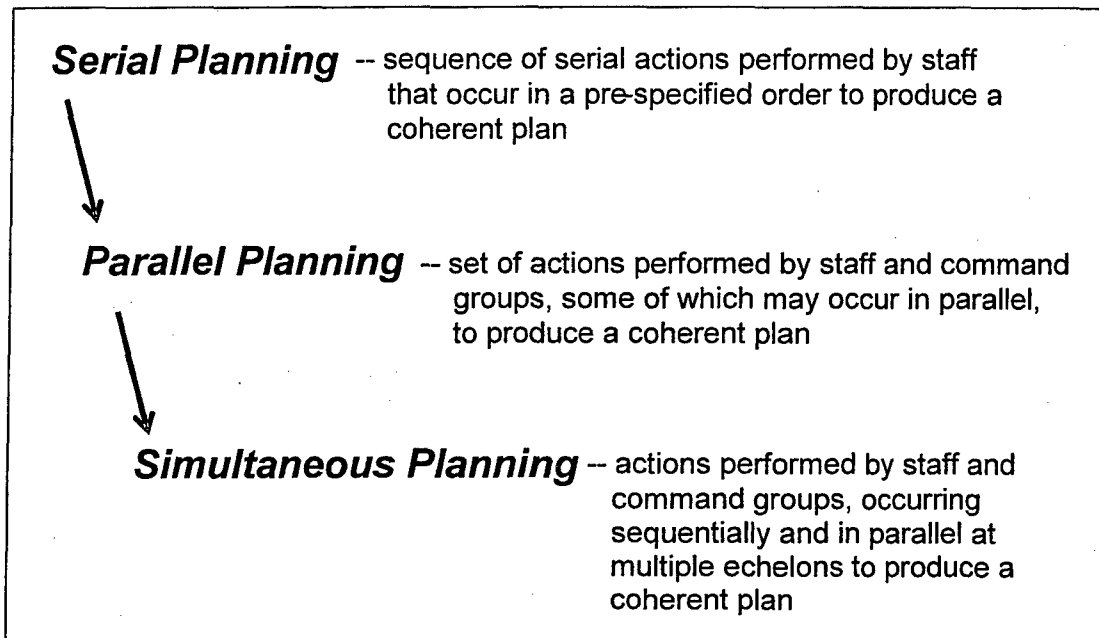 Serial Planning -- sequence of serial actions performed by staff
that occur in a pre-specified order to produce a
coherent plan
Parallel Planning -- set of actions performed by staff and command
groups, some of which may occur in parallel,
to produce a coherent plan
Simultaneous Planning -- actions performed by staff and
command groups, occurring
sequentially and in parallel at
multiple echelons to produce a
coherent plan